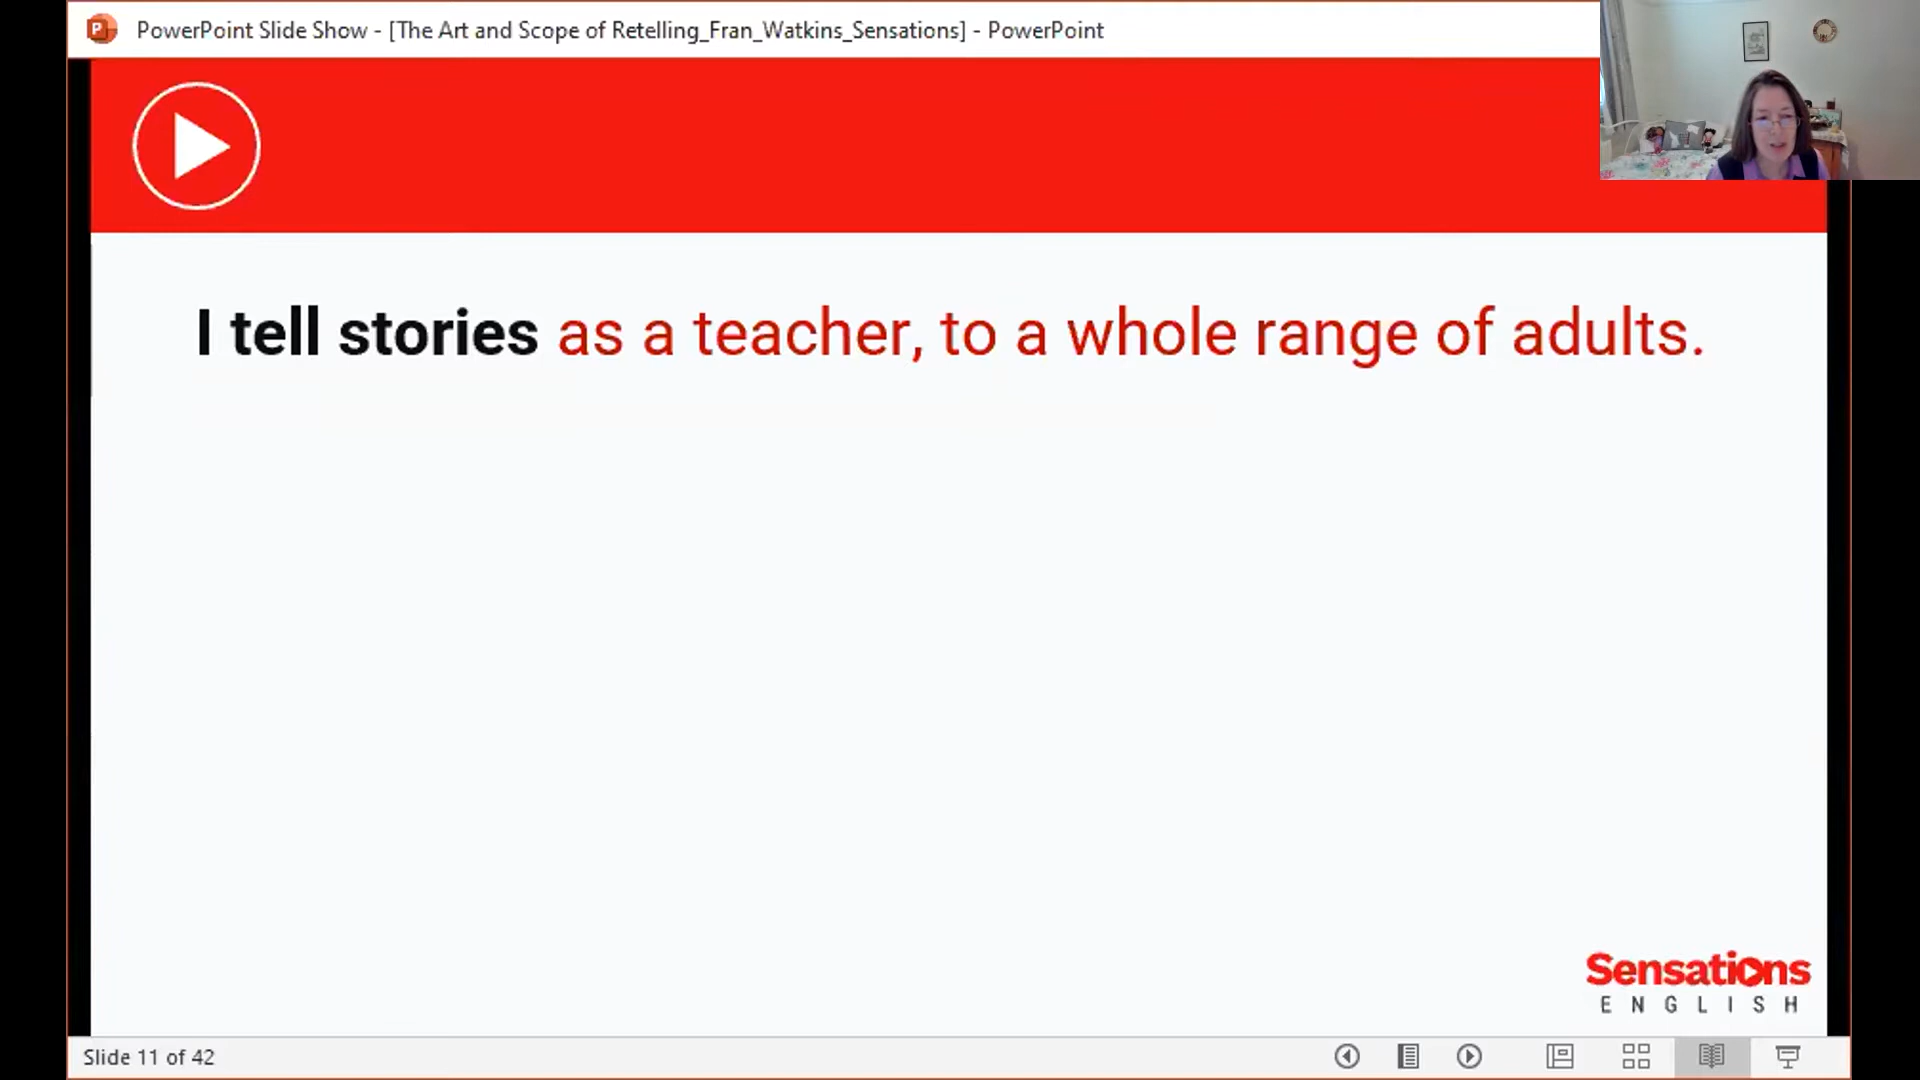 PowerPoint Slide Show - [The Art and Scope of Retelling_Fran_Watkins_Sensations] - PowerPoint
I tell stories as a teacher, to a whole range of adults.
Sensations
ENGLISH
Slide 11 of 42